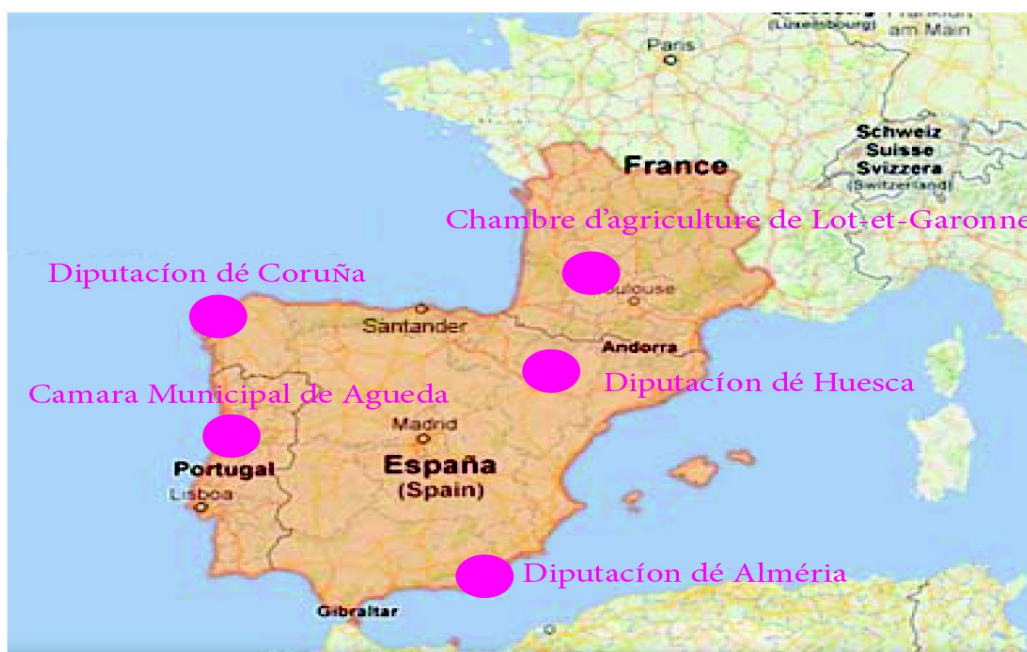 (Luxembourg)
am Main
Paris
Schweiz
Suisse
Svizzera
(Switzerland)
France
Chambre d'agriculture de Lot-et-Garonne
Diputacíon dé Coruña
Santander
Andorra
Diputacíon dé Huesca
Camara Municipal de Agueda
Madrid
Portugal
España
(Spain)
Lisboa
Diputacíon dé Alméria
Gibraltar